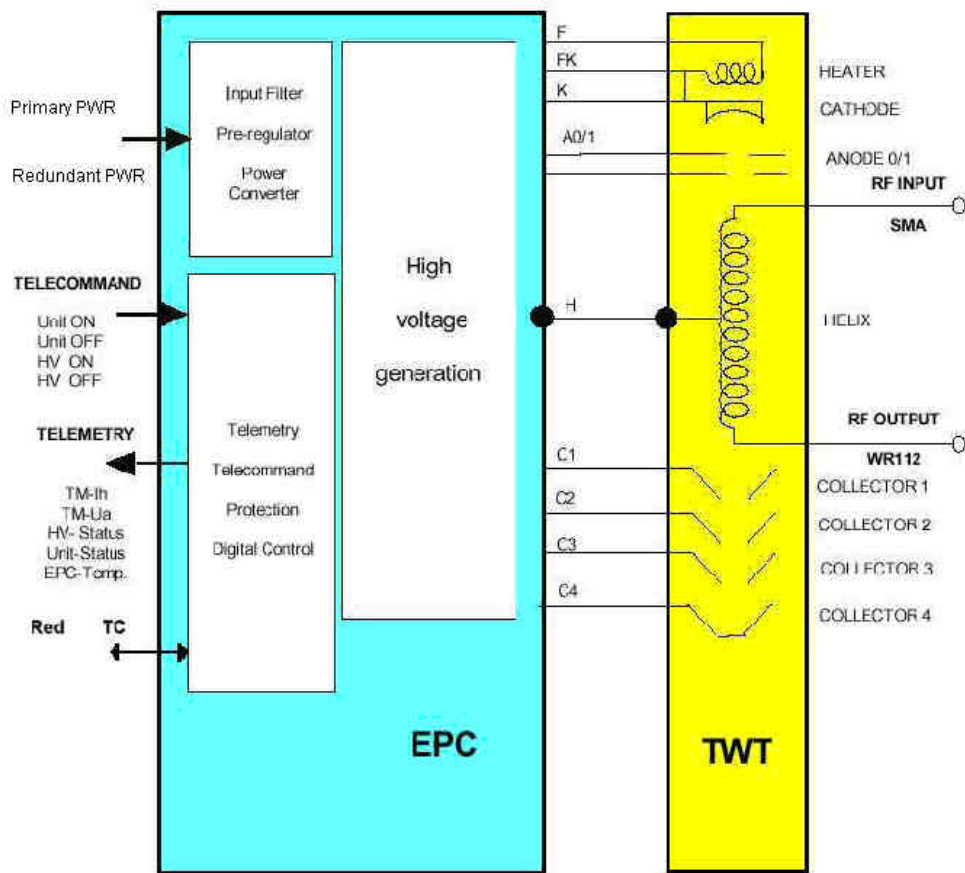 Primary PWR
Redundant PWR
TELECOMMAND
Unit ON
Unit OFF
HV ON
HV OFF
TELEMETRY
TM-Ih
TM-Ua
HV- Status
Unit-Status
EPC-Temp.
Red TC
Input Filter
Pre-regulator
Power
Converter
Telemetry
Telecommand
Protection
Digital Control
High
voltage
generation
EPC
F
FK
K
A0/1
H
C1
C2
C3
C4
TWT
HEATER
CATHODE
ANODE 0/1
RF INPUT
SMA
HELIX
RF OUTPUT
WR112
COLLECTOR 1
COLLECTOR 2
COLLECTOR 3
COLLECTOR 4